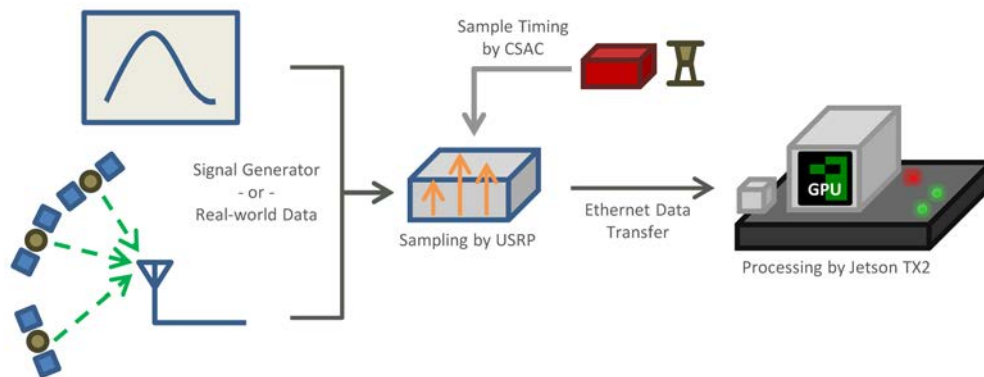 Sample Timing
by CSAC
Signal Generator
- or -
Real-world Data
Sampling by USRP
Ethernet Data
Transfer
GPU
Processing by Jetson TX2